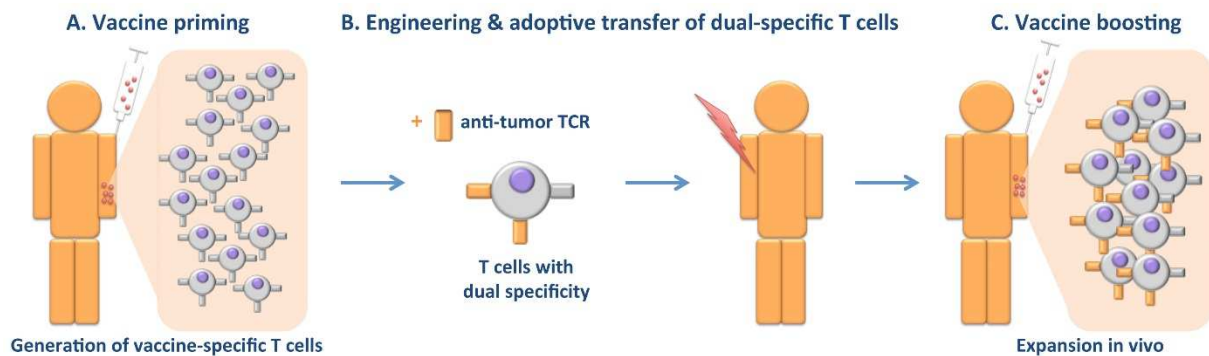 A. Vaccine priming
B. Engineering & adoptive transfer of dual-specific T cells
C. Vaccine boosting
+ anti-tumor TCR
T cells with
dual specificity
Generation of vaccine-specific T cells
Expansion in vivo